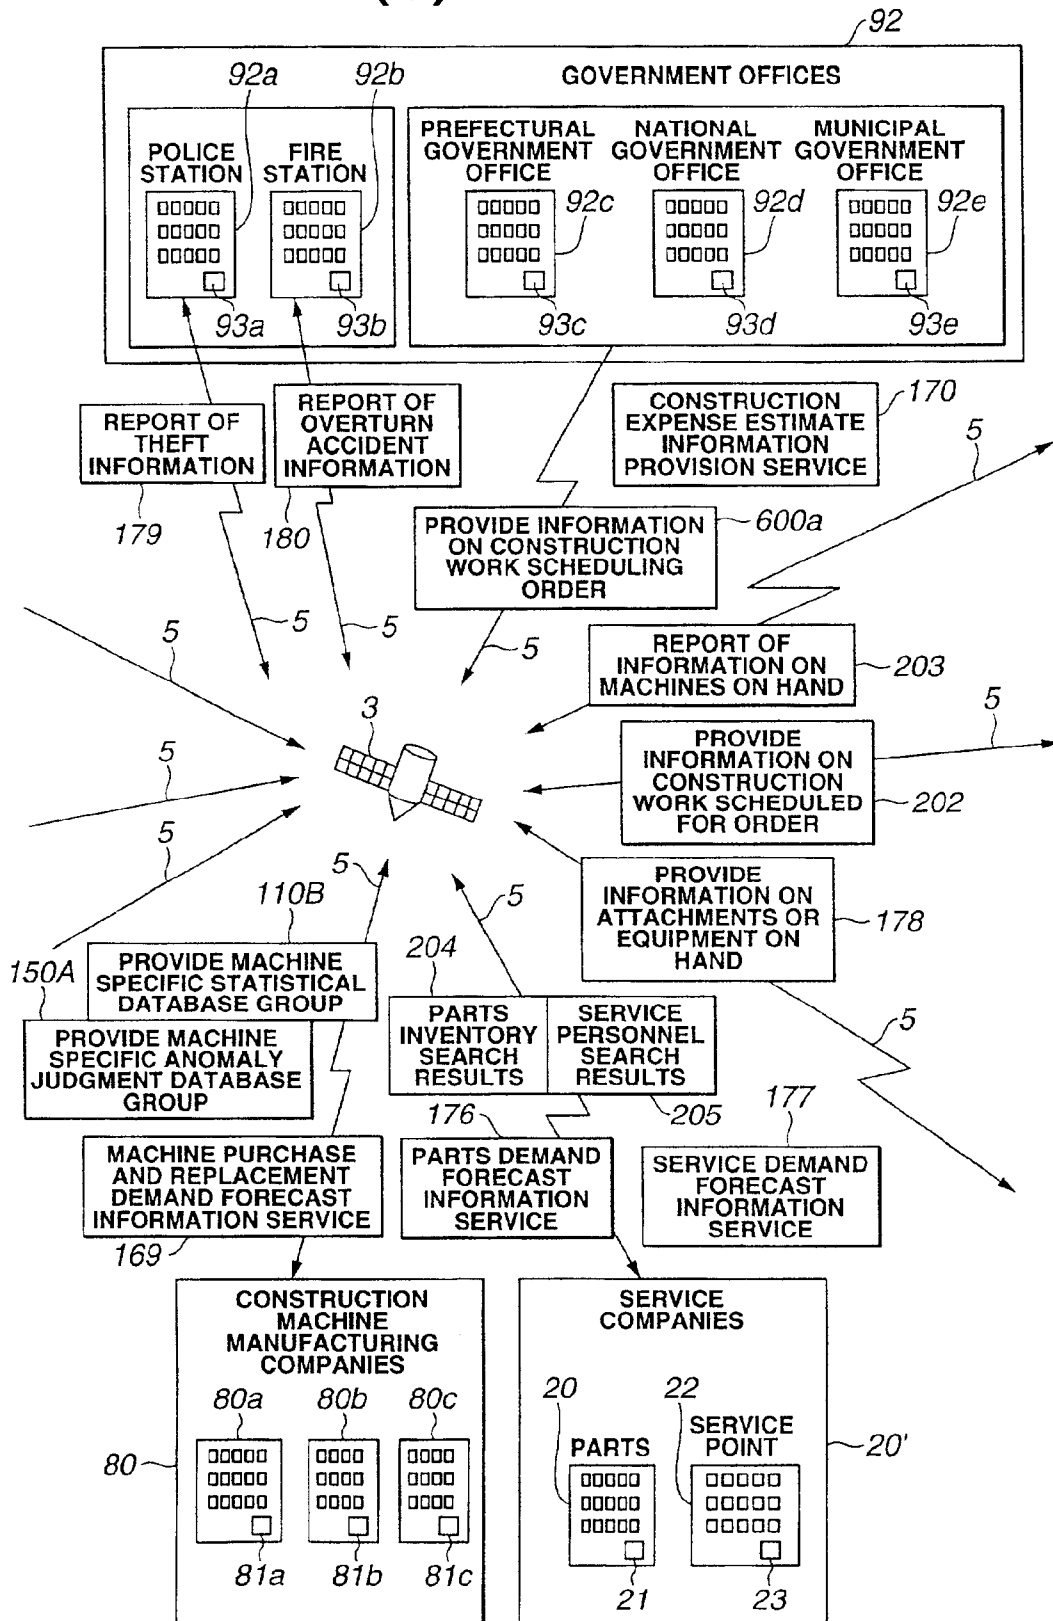 92
GOVERNMENT OFFICES
92a
92b
POLICE
STATION
FIRE
STATION
PREFECTURAL
GOVERNMENT
OFFICE
NATIONAL
GOVERNMENT
OFFICE
MUNICIPAL
GOVERNMENT
OFFICE
92c
92d
92e
93a
93b
93c
93d
93e
REPORT OF
THEFT
INFORMATION
179
REPORT OF
OVERTURN
ACCIDENT
INFORMATION
180
CONSTRUCTION
EXPENSE ESTIMATE
INFORMATION
PROVISION SERVICE
170
5
PROVIDE INFORMATION
ON CONSTRUCTION
WORK SCHEDULING
ORDER
600a
5
5
5
5
REPORT OF
INFORMATION ON
MACHINES ON HAND
203
3
5
5
PROVIDE
INFORMATION ON
CONSTRUCTION
WORK SCHEDULED
FOR ORDER
202
5
5
5
PROVIDE
INFORMATION ON
ATTACHMENTS OR
EQUIPMENT ON
HAND
178
5
110B
PROVIDE MACHINE
SPECIFIC STATISTICAL
DATABASE GROUP
150A
PROVIDE MACHINE
SPECIFIC ANOMALY
JUDGMENT DATABASE
GROUP
204
PARTS
INVENTORY
SEARCH
RESULTS
SERVICE
PERSONNEL
SEARCH
RESULTS
205
MACHINE PURCHASE
AND REPLACEMENT
DEMAND FORECAST
INFORMATION SERVICE
169
176
PARTS DEMAND
FORECAST
INFORMATION
SERVICE
177
SERVICE DEMAND
FORECAST
INFORMATION
SERVICE
CONSTRUCTION
MACHINE
MANUFACTURING
COMPANIES
80a
80b
80c
80
81a
81b
81c
SERVICE
COMPANIES
20
22
PARTS
SERVICE
POINT
20'
21
23